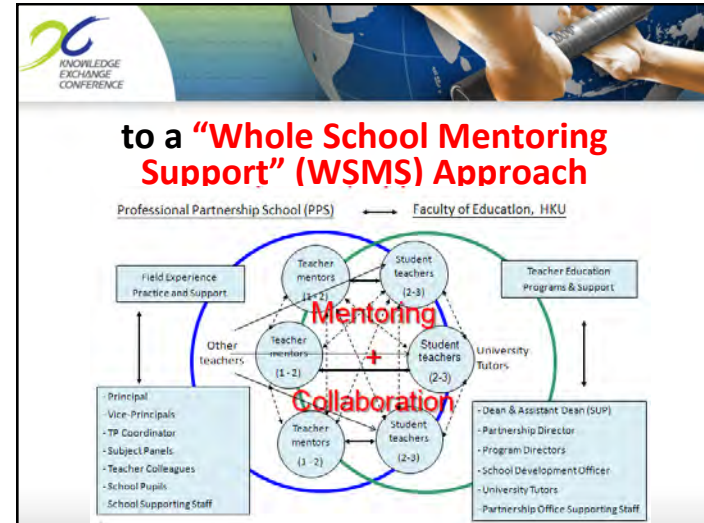 KNOWLEDGE
EXCHANGE
CONFERENCE
to a “Whole School Mentoring
Support” (WSMS) Approach
Professional Partnership School (PPS)
Faculty of Education, HKU
Field Experience
Practice and Support
Teacher
mentors
(1 - 2)
Student
teachers
(2-3)
Teacher Education
Programs & Support
Mentoring
Other
teachers
Teacher
mentors
(1 - 2)
+
Student
teachers
(2-3)
University
Tutors
Collaboration
Teacher
mentors
(1 - 2)
Student
teachers
(2-3)
- Principal
- Vice-Principals
- TP Coordinator
- Subject Panels
- Teacher Colleagues
- School Pupils
- School Supporting Staff
- Dean & Assistant Dean (SUP)
- Partnership Director
- Program Directors
- School Development Officer
- University Tutors
- Partnership Office Supporting Staff